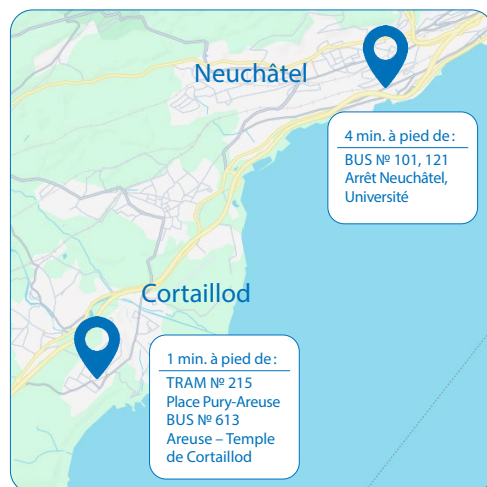 Neuchâtel
4 min. à pied de :
BUS № 101, 121
Arrêt Neuchâtel,
Université
Cortaillod
1 min. à pied de :
TRAM № 215
Place Pury-Areuse
BUS № 613
Areuse – Temple
de Cortaillod